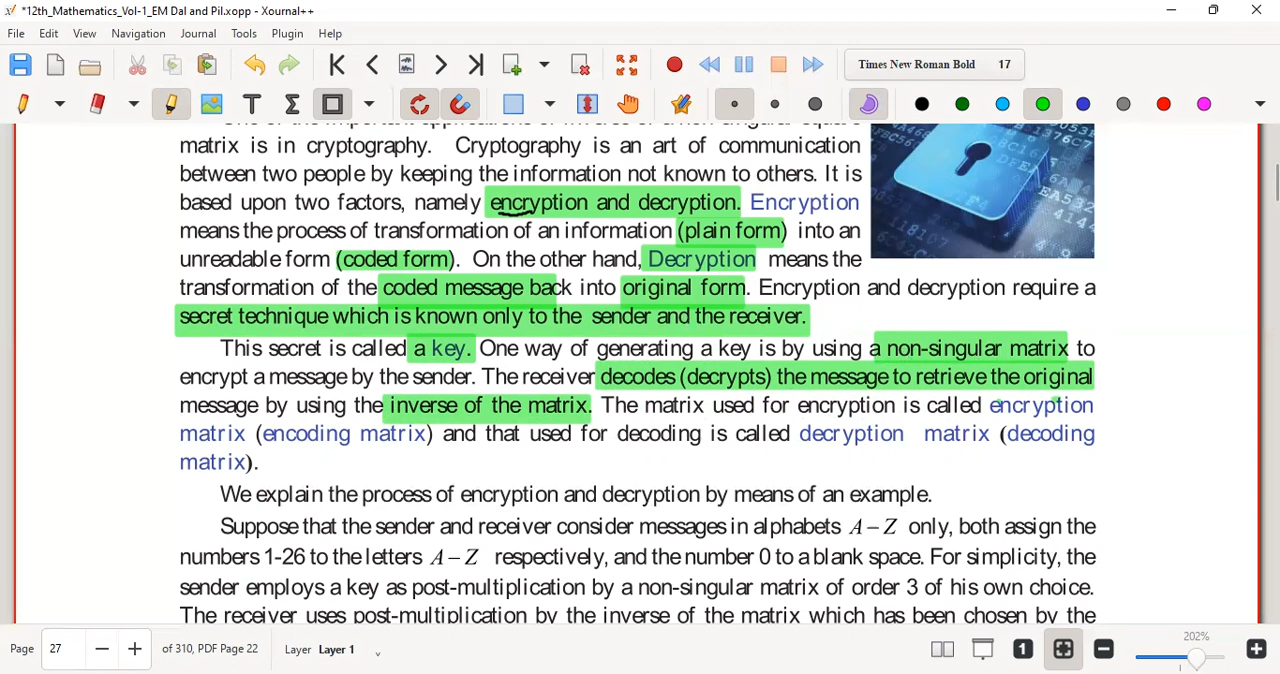 *12th_Mathematics_Vol-1_EM Dal and Pil.xopp - Xournal++
File Edit View Navigation Journal Tools Plugin Help
Times New Roman Bold 17
matrix is in cryptography. Cryptography is an art of communication
between two people by keeping the information not known to others. It is
based upon two factors, namely encryption and decryption. Encryption
means the process of transformation of an information (plain form) into an
unreadable form (coded form). On the other hand, Decryption means the
transformation of the coded message back into original form. Encryption and decryption require a
secret technique which is known only to the sender and the receiver.
This secret is called a key. One way of generating a key is by using a non-singular matrix to
encrypt a message by the sender. The receiver decodes (decrypts) the message to retrieve the original
message by using the inverse of the matrix. The matrix used for encryption is called encryption
matrix (encoding matrix) and that used for decoding is called decryption matrix (decoding
matrix).
We explain the process of encryption and decryption by means of an example.
Suppose that the sender and receiver consider messages in alphabets A – Z only, both assign the
numbers 1-26 to the letters A – Z respectively, and the number 0 to a blank space. For simplicity, the
sender employs a key as post-multiplication by a non-singular matrix of order 3 of his own choice.
The receiver uses post-multiplication by the inverse of the matrix which has been chosen by the
Page 27 of 310, PDF Page 22 Layer Layer 1 202%